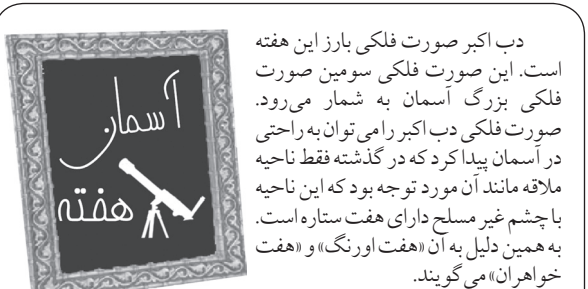 دب اکبر صورت فلکی بارز این هفته
است. این صورت فلکی سومین صورت
فلکی بزرگ آسمان به شمار می‌رود.
صورت فلکی دب اکبر را می‌توان به راحتی
در آسمان پیدا کرد که در گذشته فقط ناحیه
ملاقه مانند آن مورد توجه بود که این ناحیه
با چشم غیر مسلح دارای هفت ستاره است.
به همین دلیل به آن «هفت اورنگ» و «هفت
خواهران» می‌گویند.
آسمان
هفته